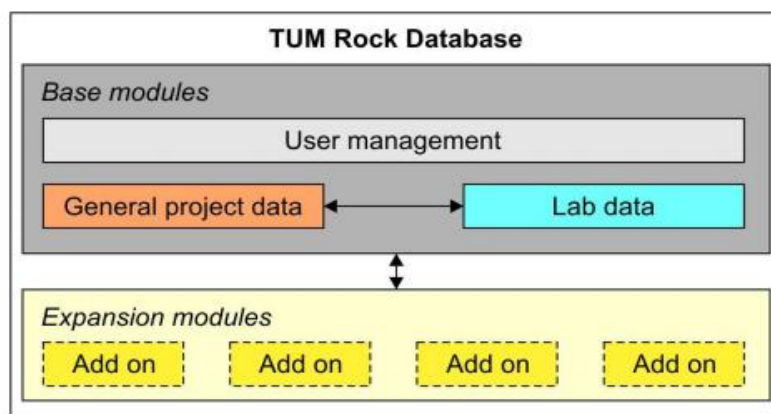 TUM Rock Database
Base modules
User management
General project data
Lab data
Expansion modules
Add on
Add on
Add on
Add on